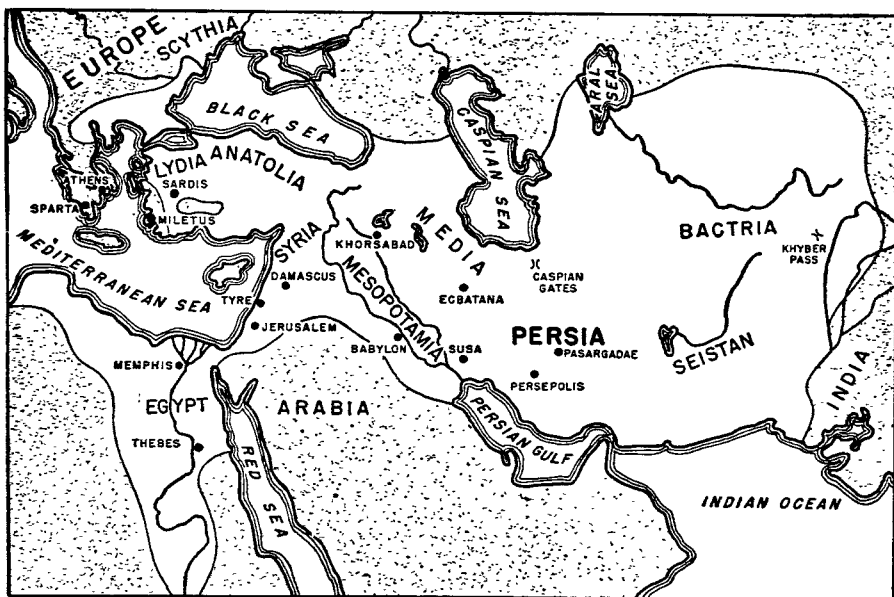 EUROPE
SCYTHIA
BLACK SEA
CASPIAN SEA
ARAL SEA
LYDIA
ANATOLIA
ATHENS
SARDIS
SPARTA
MILETUS
MEDITERRANEAN SEA
SYRIA
KHORSABAD
MEDIA
BACTRIA
KHYBER PASS
CASPIAN GATES
DAMASCUS
MESOPOTAMIA
ECBATANA
TYRE
JERUSALEM
BABYLON
SUSA
PERSIA
PASARGADAE
SEISTAN
PERSEPOLIS
MEMPHIS
EGYPT
ARABIA
PERSIAN GULF
INDIA
THEBES
RED SEA
INDIAN OCEAN